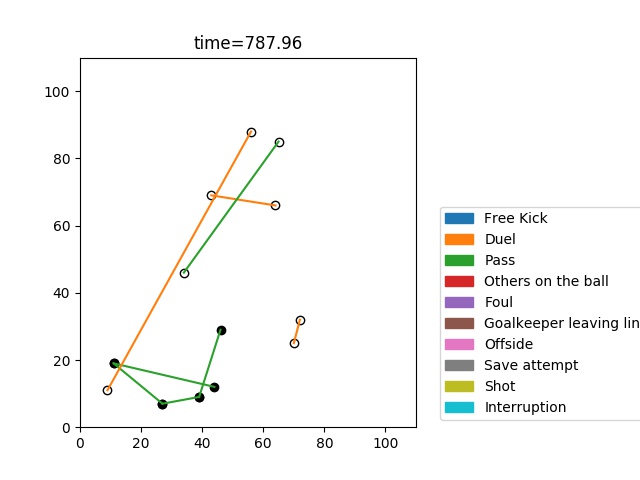 time=787.96
100
80
60
40
20
0
0 20 40 60 80 100
Free Kick
Duel
Pass
Others on the ball
Foul
Goalkeeper leaving lin
Offside
Save attempt
Shot
Interruption